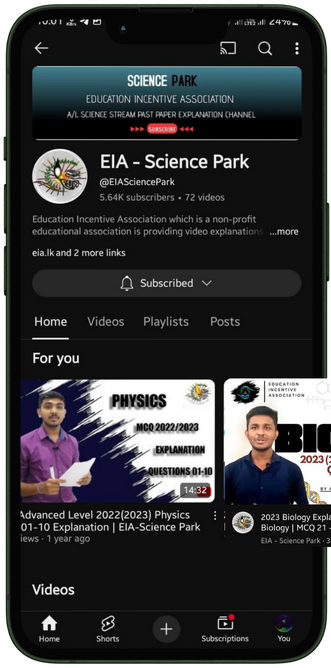 24%
SCIENCE PARK
EDUCATION INCENTIVE ASSOCIATION
A/L SCIENCE STREAM PAST PAPER EXPLANATION CHANNEL
>>> SUBSCRIBE <<<
EIA - Science Park
@EIASciencePark
5.64K subscribers • 72 videos
Education Incentive Association which is a non-profit
educational association is providing video explanations ...more
eia.lk and 2 more links
Subscribed
Home Videos Playlists Posts
For you
PHYSICS
MCQ 2022/2023
EXPLANATION
QUESTIONS 01-10
14:32
Advanced Level 2022(2023) Physics
01-10 Explanation | EIA-Science Park
iews · 1 year ago
EDUCATION
INCENTIVE
ASSOCIATION
BIO
2023(2
BY A
2023 Biology Expla
Biology | MCQ 21 -
EIA - Science Park · 3
Videos
Home Shorts Subscriptions You